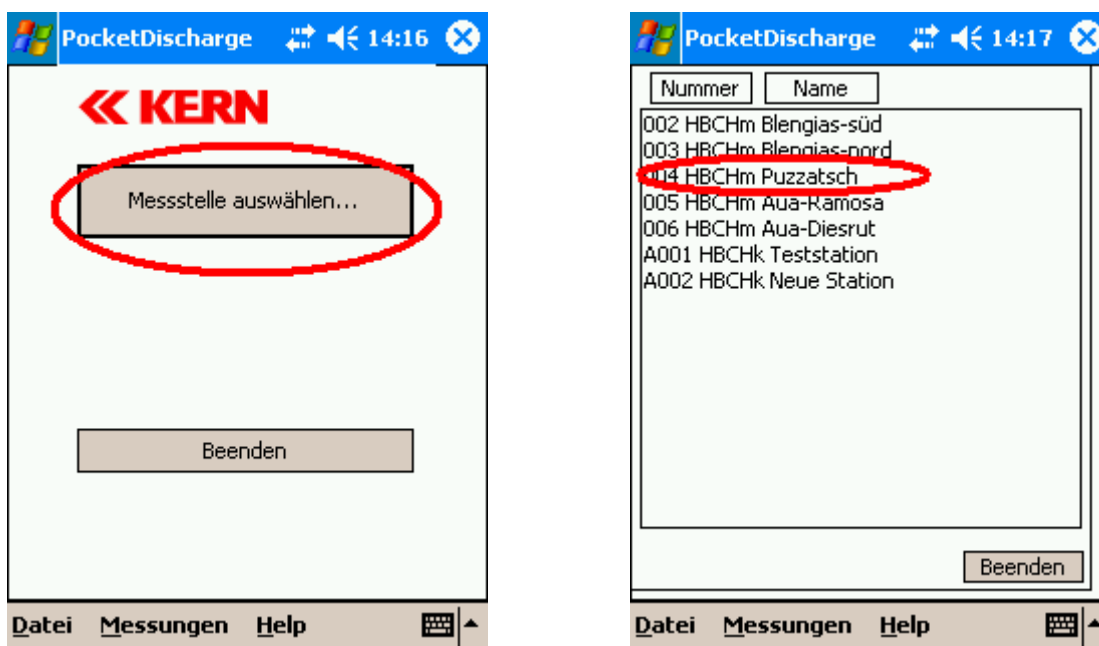 PocketDischarge 14:16
KERN
Messstelle auswählen...
Beenden
Datei Messungen Help
PocketDischarge 14:17
Nummer Name
002 HBCHm Blengias-süd
003 HBCHm Blengias-nord
004 HBCHm Puzzatsch
005 HBCHm Aua-Ramosa
006 HBCHm Aua-Diesrut
A001 HBCHk Teststation
A002 HBCHk Neue Station
Beenden
Datei Messungen Help